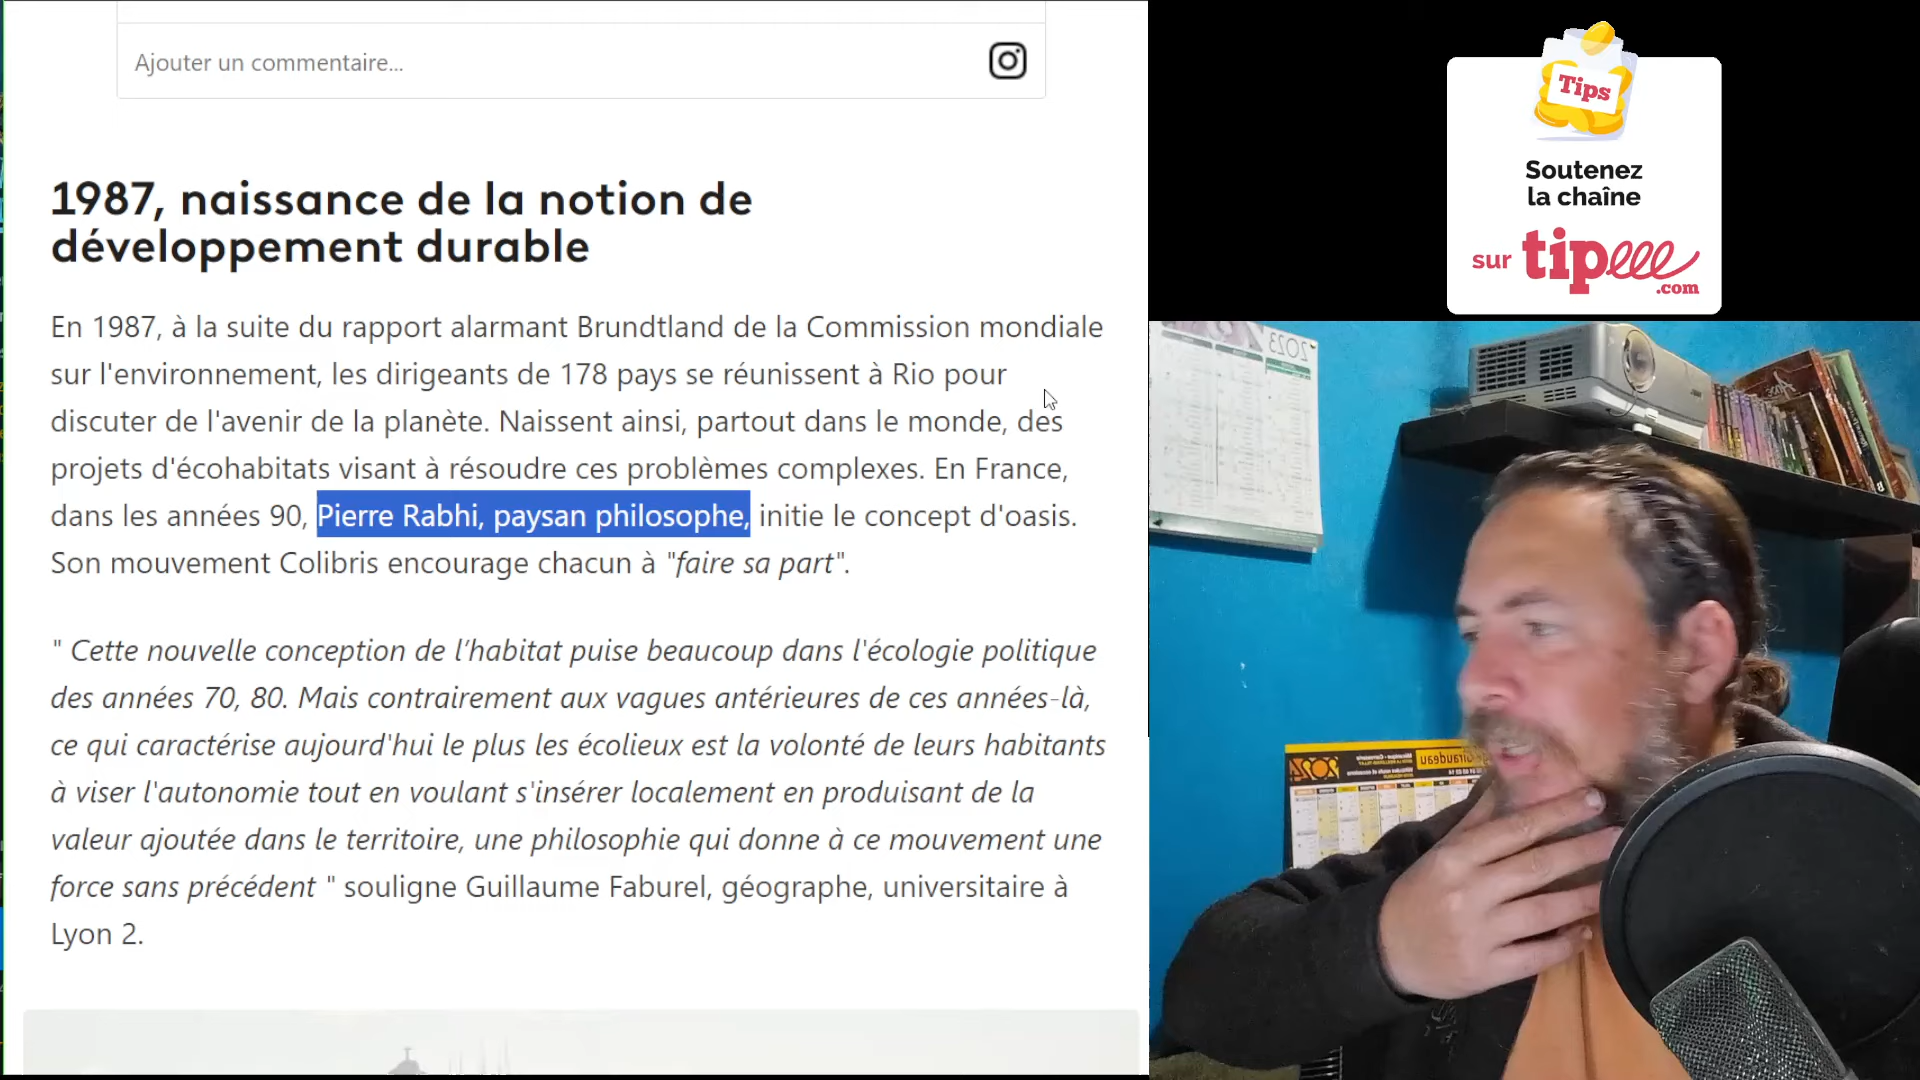 Ajouter un commentaire...
1987, naissance de la notion de
développement durable
En 1987, à la suite du rapport alarmant Brundtland de la Commission mondiale
sur l'environnement, les dirigeants de 178 pays se réunissent à Rio pour
discuter de l'avenir de la planète. Naissent ainsi, partout dans le monde, des
projets d'écohabitats visant à résoudre ces problèmes complexes. En France,
dans les années 90, Pierre Rabhi, paysan philosophe, initie le concept d'oasis.
Son mouvement Colibris encourage chacun à "faire sa part".
" Cette nouvelle conception de l’habitat puise beaucoup dans l'écologie politique
des années 70, 80. Mais contrairement aux vagues antérieures de ces années-là,
ce qui caractérise aujourd'hui le plus les écolieux est la volonté de leurs habitants
à viser l'autonomie tout en voulant s'insérer localement en produisant de la
valeur ajoutée dans le territoire, une philosophie qui donne à ce mouvement une
force sans précédent " souligne Guillaume Faburel, géographe, universitaire à
Lyon 2.
Tips
Soutenez
la chaîne
sur tipeee
.com
2023